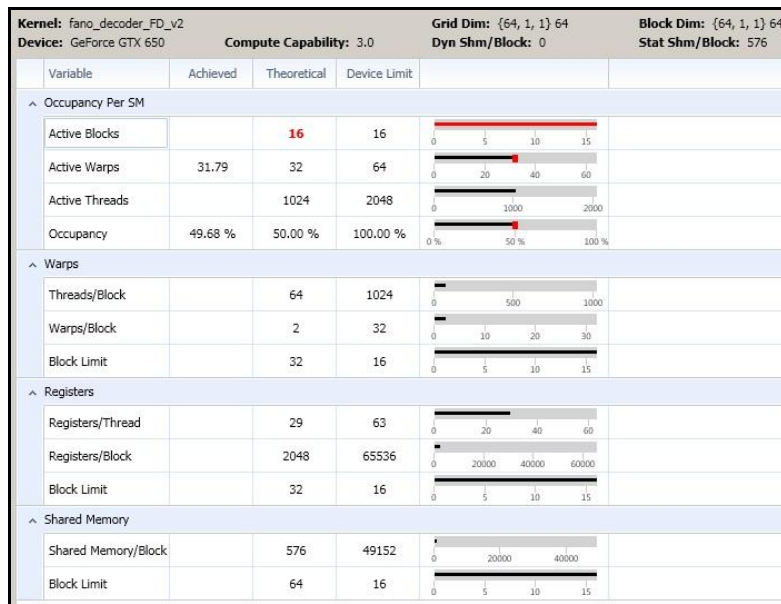 Kernel: fano_decoder_FD_v2 Grid Dim: {64, 1, 1} 64 Block Dim: {64, 1, 1} 64
Device: GeForce GTX 650 Compute Capability: 3.0 Dyn Shm/Block: 0 Stat Shm/Block: 576
Variable Achieved Theoretical Device Limit
Occupancy Per SM
Active Blocks 16 16
0 5 10 15
Active Warps 31.79 32 64
0 20 40 60
Active Threads 1024 2048
0 1000 2000
Occupancy 49.68 % 50.00 % 100.00 %
0 % 50 % 100 %
Warps
Threads/Block 64 1024
0 500 1000
Warps/Block 2 32
0 10 20 30
Block Limit 32 16
0 5 10 15
Registers
Registers/Thread 29 63
0 20 40 60
Registers/Block 2048 65536
0 20000 40000 60000
Block Limit 32 16
0 5 10 15
Shared Memory
Shared Memory/Block 576 49152
0 20000 40000
Block Limit 64 16
0 5 10 15